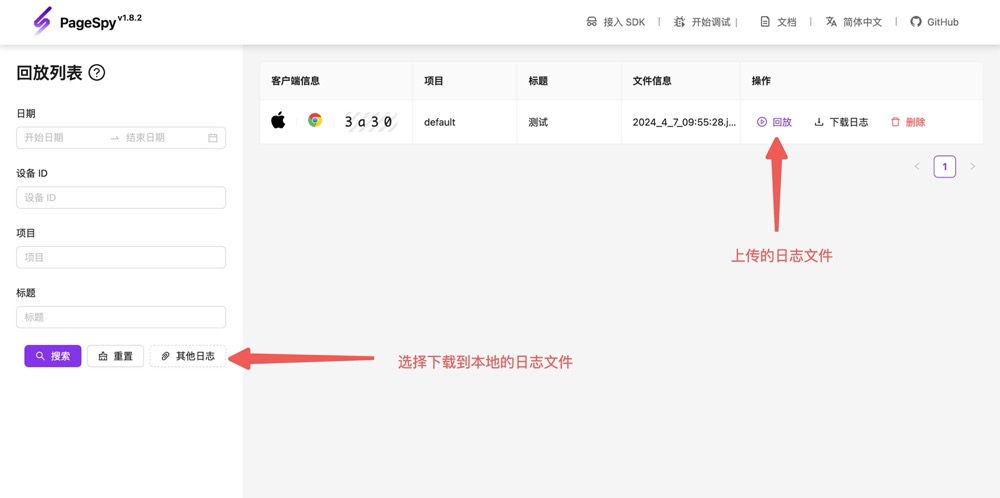 PageSpy v1.8.2
接入 SDK | 开始调试 | 文档 | 简体中文 | GitHub
回放列表 ?
日期
开始日期 → 结束日期
设备 ID
设备 ID
项目
项目
标题
标题
搜索 重置 其他日志
客户端信息 项目 标题 文件信息 操作
3a30 default 测试 2024_4_7_09:55:28.j... 回放 下载日志 删除
< 1 >
上传的日志文件
选择下载到本地的日志文件